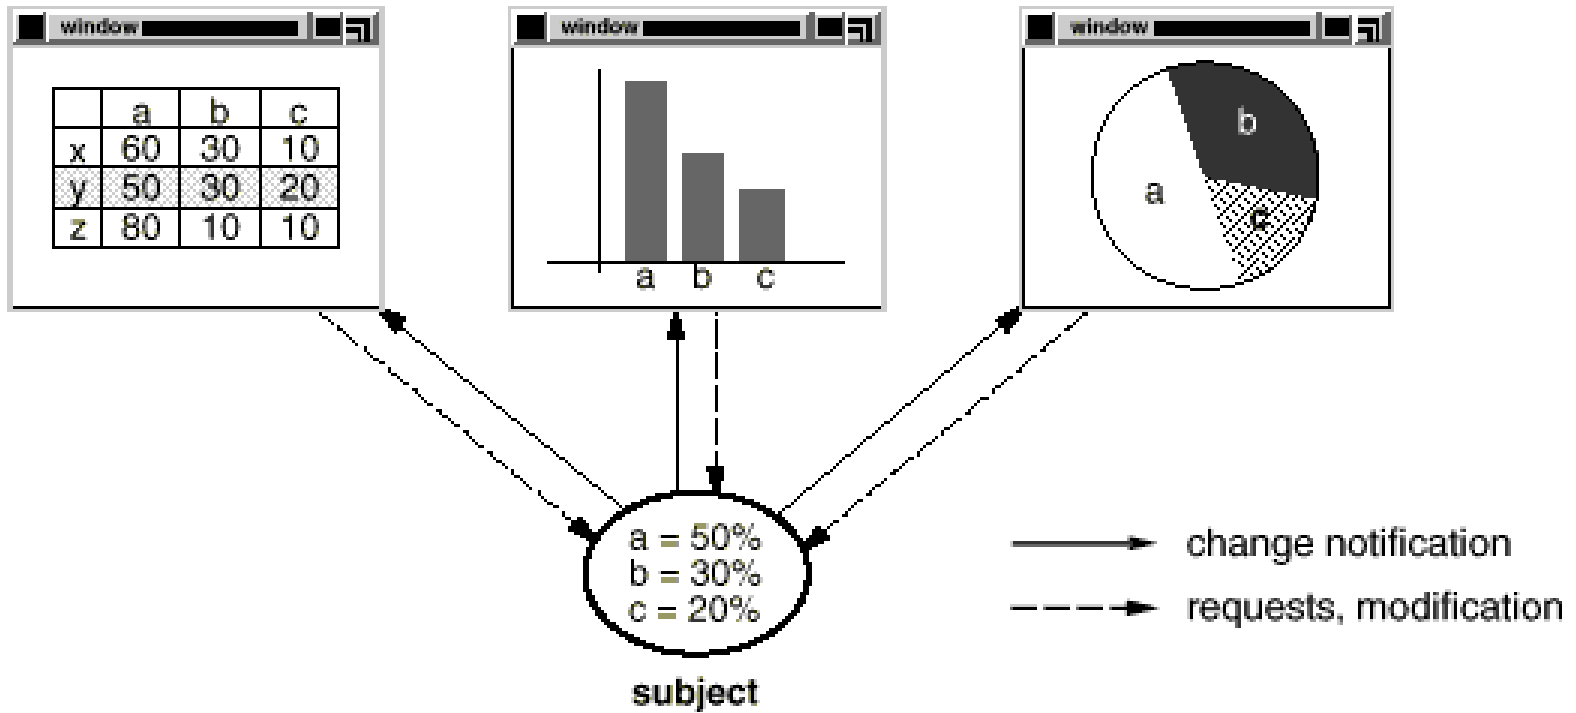 window
window
window
a b c
x 60 30 10
y 50 30 20
z 80 10 10
a b c
b
a
c
a = 50%
b = 30%
c = 20%
change notification
requests, modification
subject